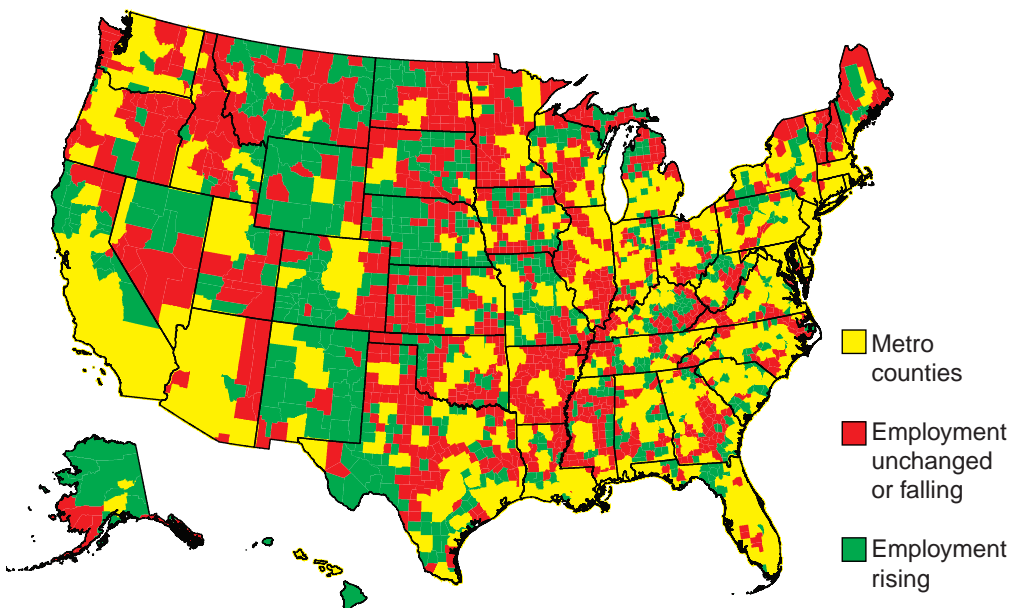 Metro
counties
Employment
unchanged
or falling
Employment
rising